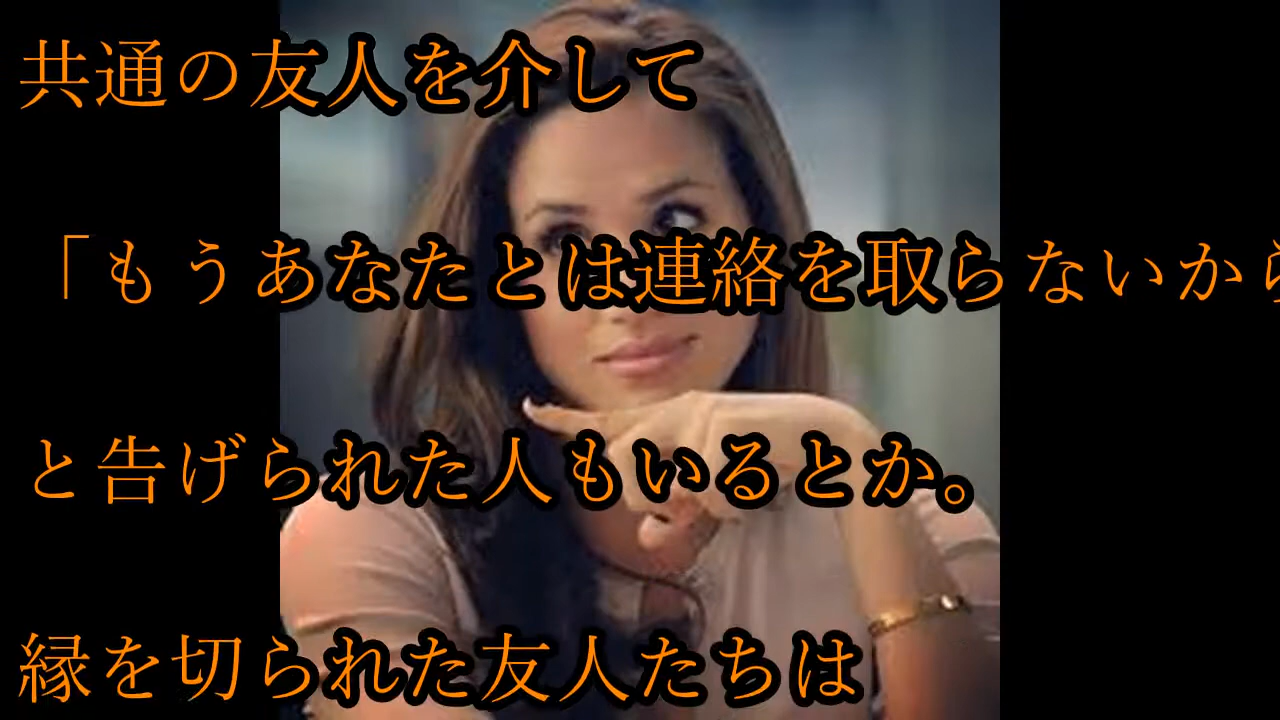 共通の友人を介して
「もうあなたとは連絡を取らないから
と告げられた人もいるとか。
縁を切られた友人たちは